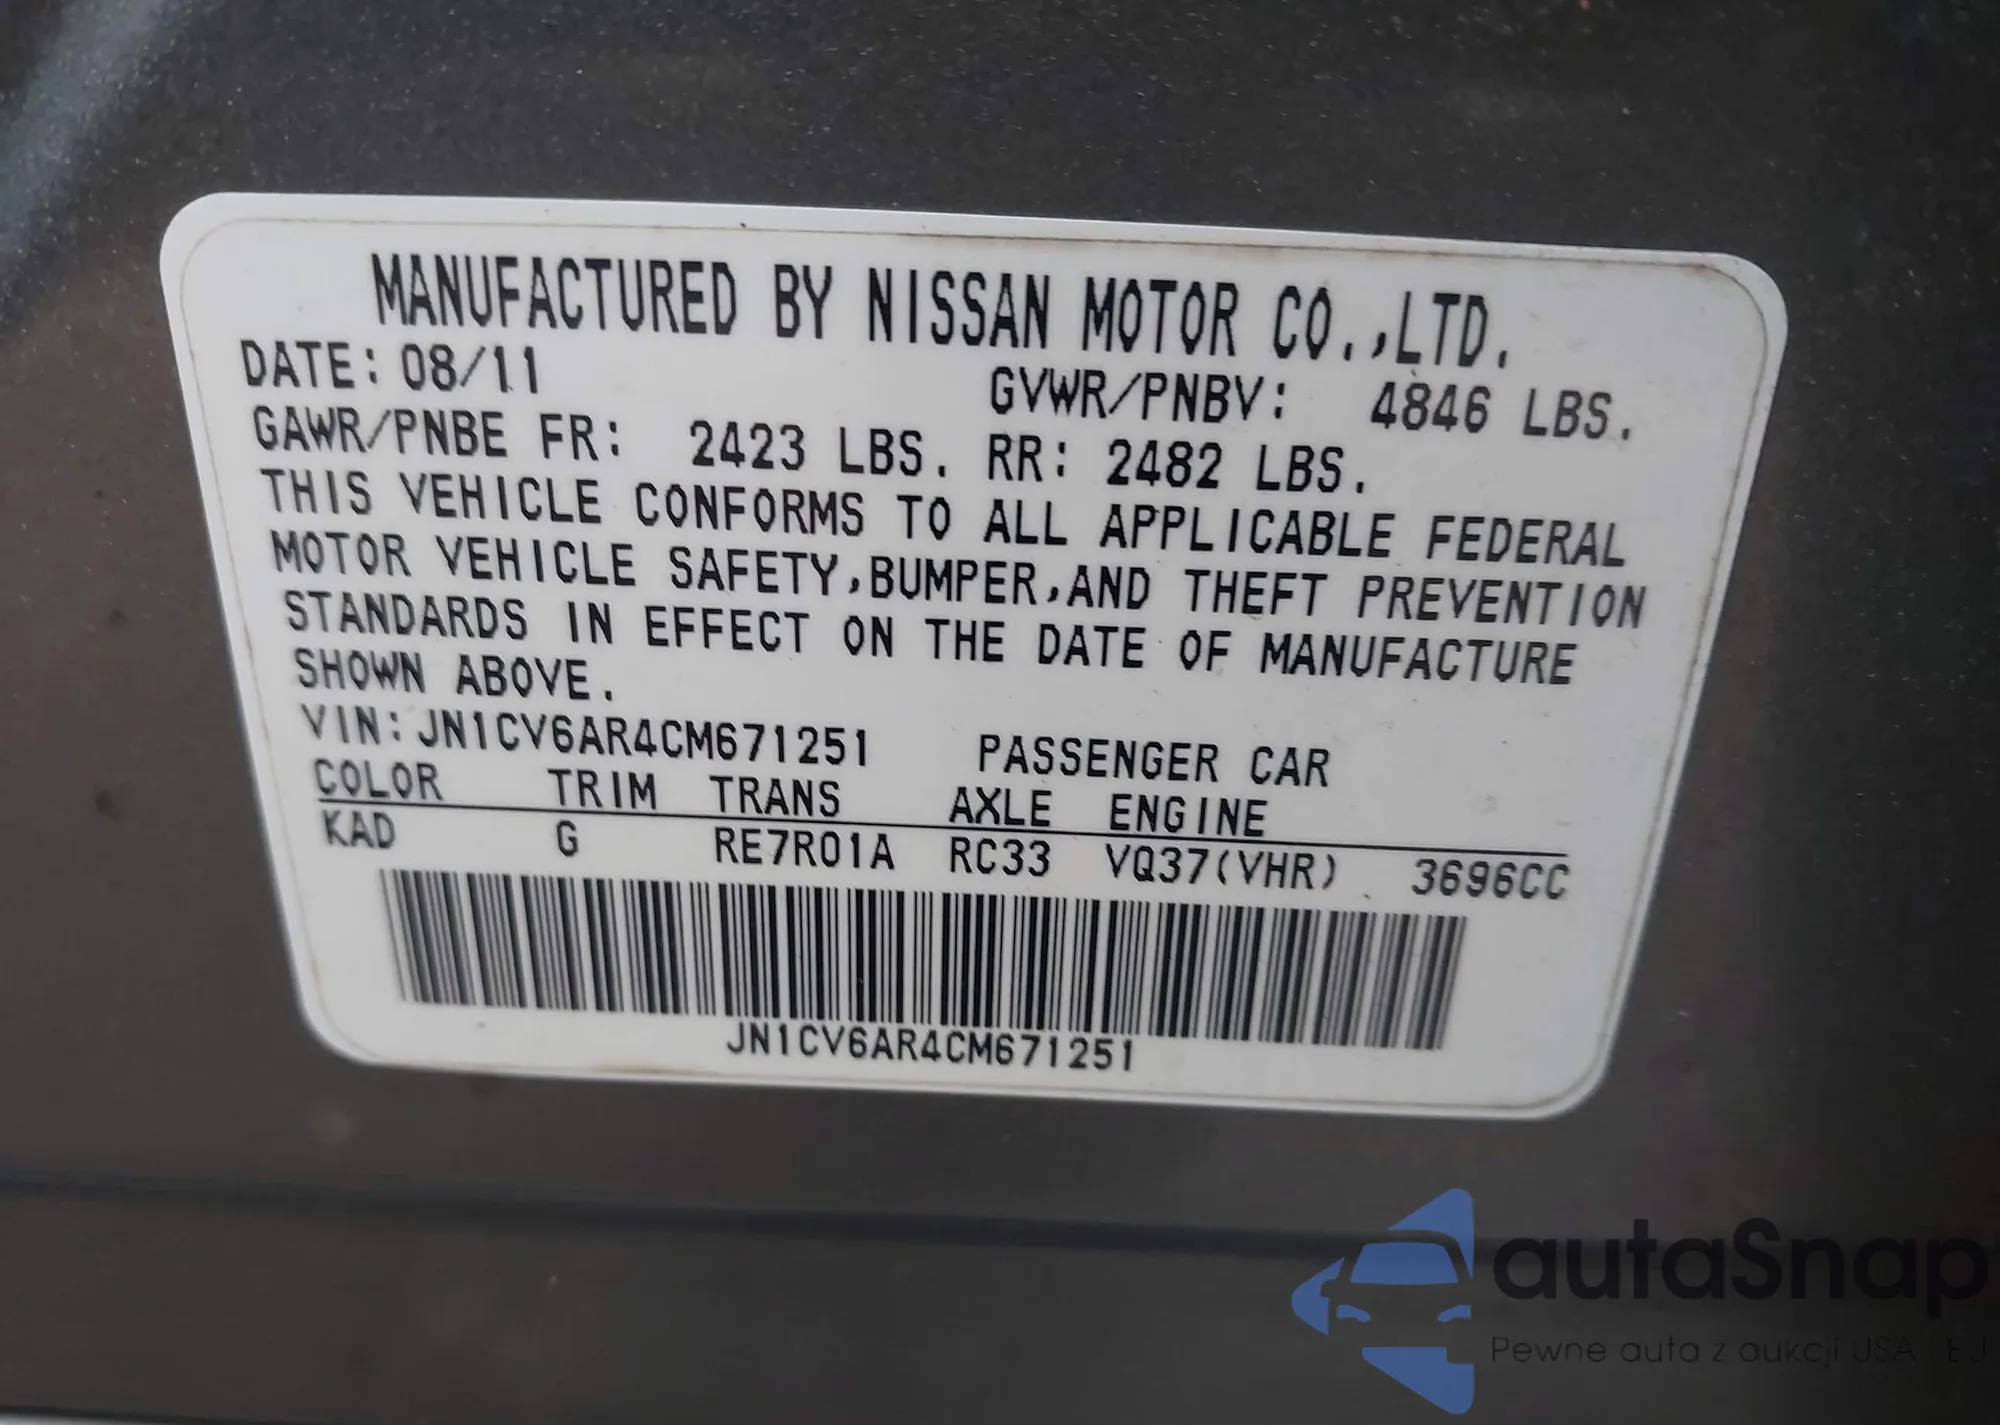 MANUFACTURED BY NISSAN MOTOR CO.,LTD.
DATE: 08/11 GVWR/PNBV: 4846 LBS.
GAWR/PNBE FR: 2423 LBS. RR: 2482 LBS.
THIS VEHICLE CONFORMS TO ALL APPLICABLE FEDERAL
MOTOR VEHICLE SAFETY,BUMPER,AND THEFT PREVENTION
STANDARDS IN EFFECT ON THE DATE OF MANUFACTURE
SHOWN ABOVE.
VIN:JN1CV6AR4CM671251 PASSENGER CAR
COLOR TRIM TRANS AXLE ENGINE
KAD G RE7R01A RC33 VQ37(VHR) 3696CC
JN1CV6AR4CM671251
autaSnap
Pewne auta z aukcji USA i EU